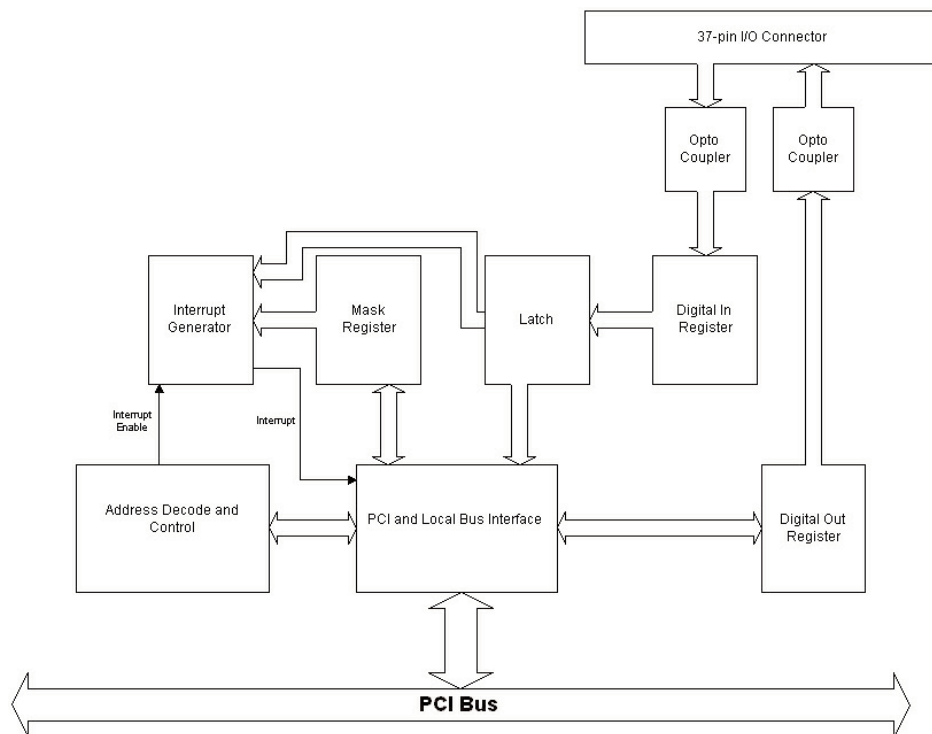 37-pin I/O Connector
Opto
Coupler
Opto
Coupler
Interrupt
Generator
Mask
Register
Latch
Digital In
Register
Interrupt
Enable
Interrupt
Address Decode and
Control
PCI and Local Bus Interface
Digital Out
Register
PCI Bus